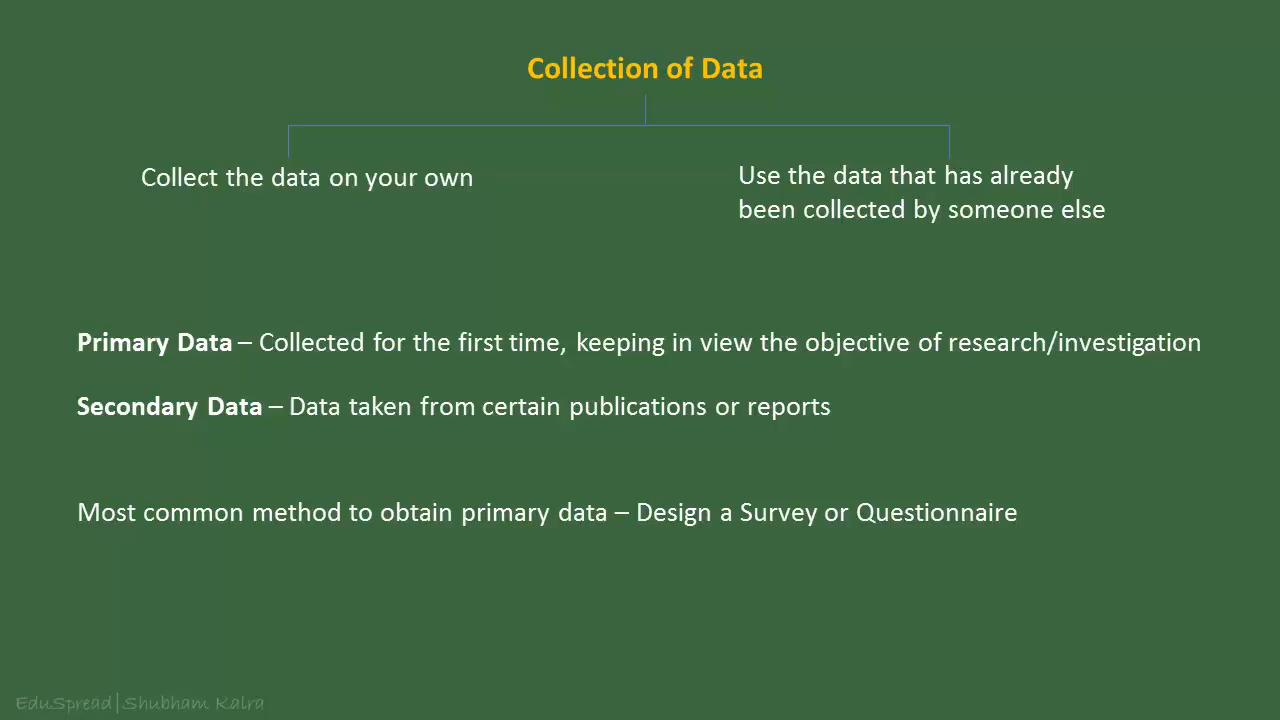 Collection of Data
Collect the data on your own
Use the data that has already
been collected by someone else
Primary Data – Collected for the first time, keeping in view the objective of research/investigation
Secondary Data – Data taken from certain publications or reports
Most common method to obtain primary data – Design a Survey or Questionnaire
EduSpread|Shubham Kalra